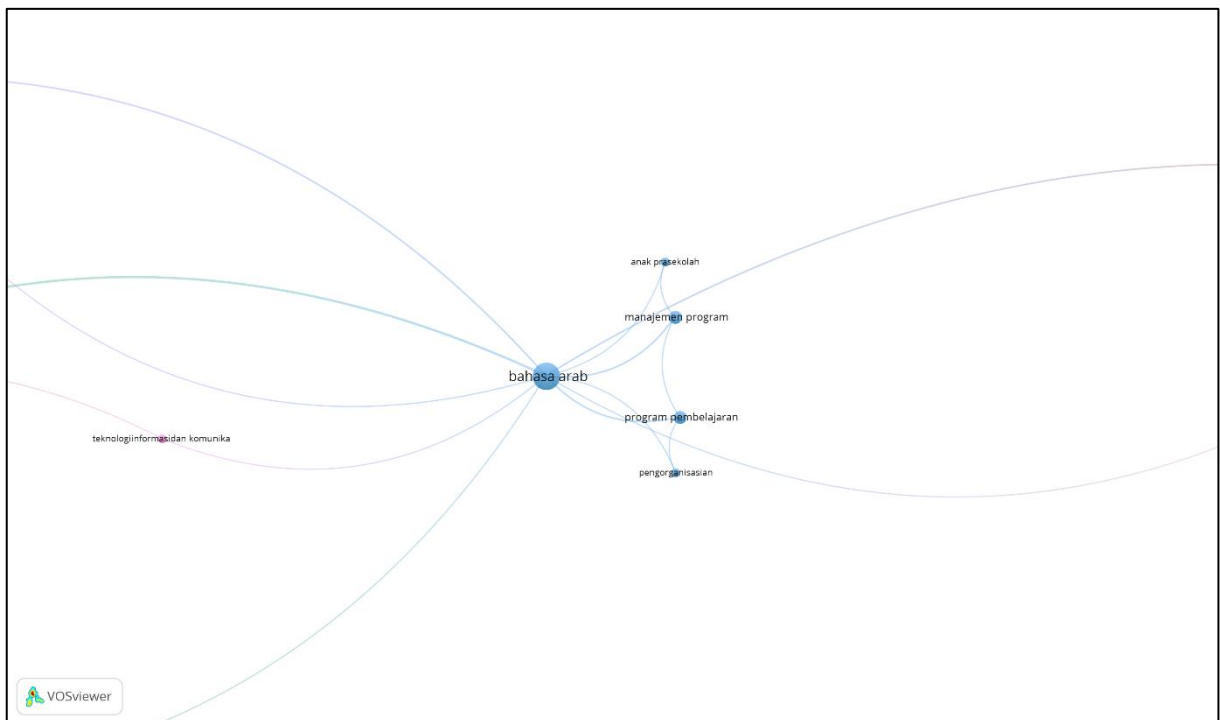 anak prasekolah
manajemen program
bahasa arab
program pembelajaran
teknologiinformasidan komunika
pengorganisasian
VOSviewer